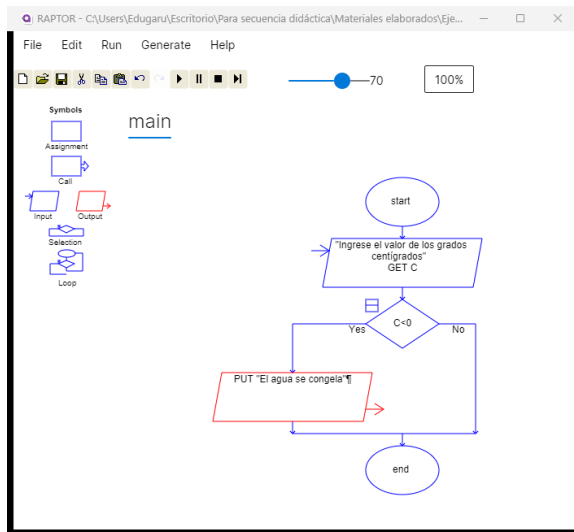 RAPTOR - C:\Users\Edugaru\Escritorio\Para secuencia didáctica\Materiales elaborados\Eje...
File Edit Run Generate Help
70
100%
Symbols
Assignment
Call
Input Output
Selection
Loop
main
start
"Ingrese el valor de los grados
centígrados"
GET C
C<0
Yes No
PUT "El agua se congela"¶
end